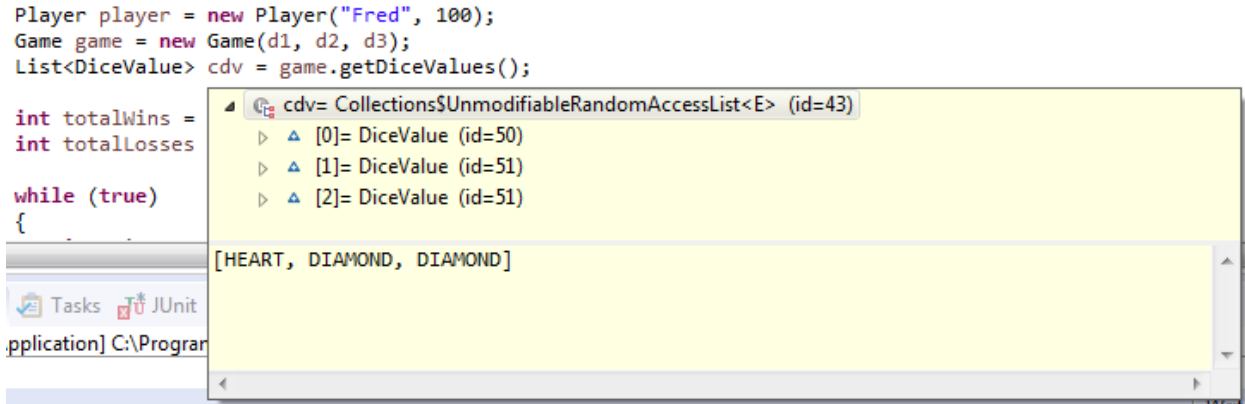 Player player = new Player("Fred", 100);
Game game = new Game(d1, d2, d3);
List<DiceValue> cdv = game.getDiceValues();
cdv= Collections$UnmodifiableRandomAccessList<E> (id=43)
int totalWins =
[0]= DiceValue (id=50)
int totalLosses
[1]= DiceValue (id=51)
while (true)
[2]= DiceValue (id=51)
{
[HEART, DIAMOND, DIAMOND]
Tasks JUnit
pplication] C:\Progran